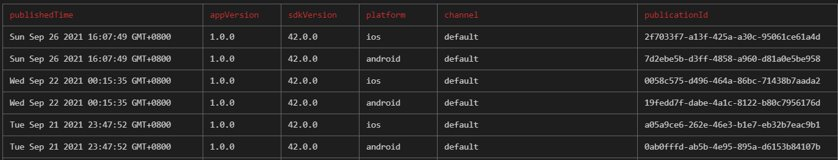 publishedTime appVersion sdkVersion platform channel publicationId
Sun Sep 26 2021 16:07:49 GMT+0800 1.0.0 42.0.0 ios default 2f7033f7-a13f-425a-a30c-95061ce61a4d
Sun Sep 26 2021 16:07:49 GMT+0800 1.0.0 42.0.0 android default 7d2ebe5b-d3ff-4858-a960-d81a0e5be958
Wed Sep 22 2021 00:15:35 GMT+0800 1.0.0 42.0.0 ios default 0058c575-d496-464a-86bc-71438b7aada2
Wed Sep 22 2021 00:15:35 GMT+0800 1.0.0 42.0.0 android default 19fedd7f-dabe-4a1c-8122-b80c7956176d
Tue Sep 21 2021 23:47:52 GMT+0800 1.0.0 42.0.0 ios default a05a9ce6-262e-46e3-b1e7-eb32b7eac9b1
Tue Sep 21 2021 23:47:52 GMT+0800 1.0.0 42.0.0 android default 0ab0fffd-ab5b-4e95-895a-d6153b84107b